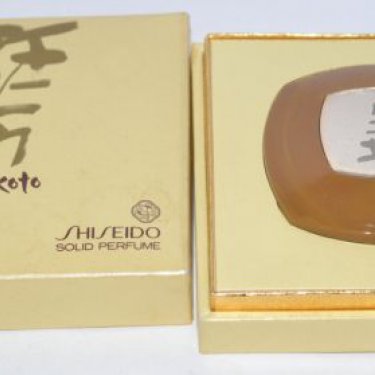 koto
SHISEIDO
SOLID PERFUME